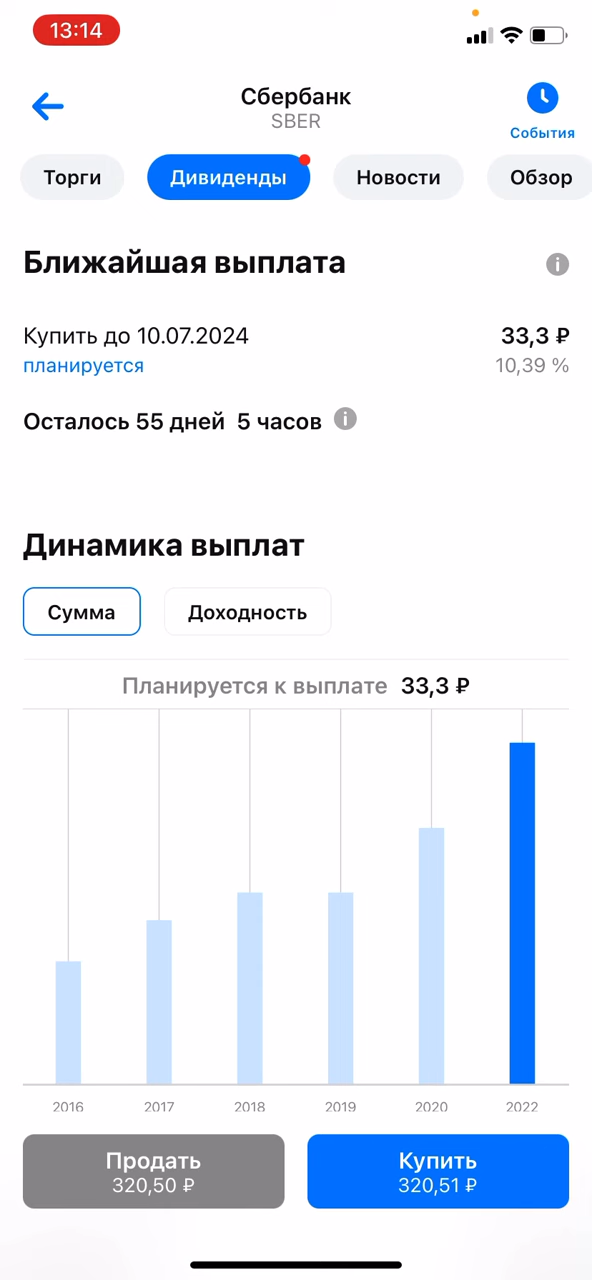 13:14
Сбербанк
SBER
События
Торги
Дивиденды
Новости
Обзор
Ближайшая выплата
Купить до 10.07.2024
33,3 ₽
планируется
10,39 %
Осталось 55 дней 5 часов
Динамика выплат
Сумма
Доходность
Планируется к выплате 33,3 ₽
2016 2017 2018 2019 2020 2022
Продать
320,50 ₽
Купить
320,51 ₽